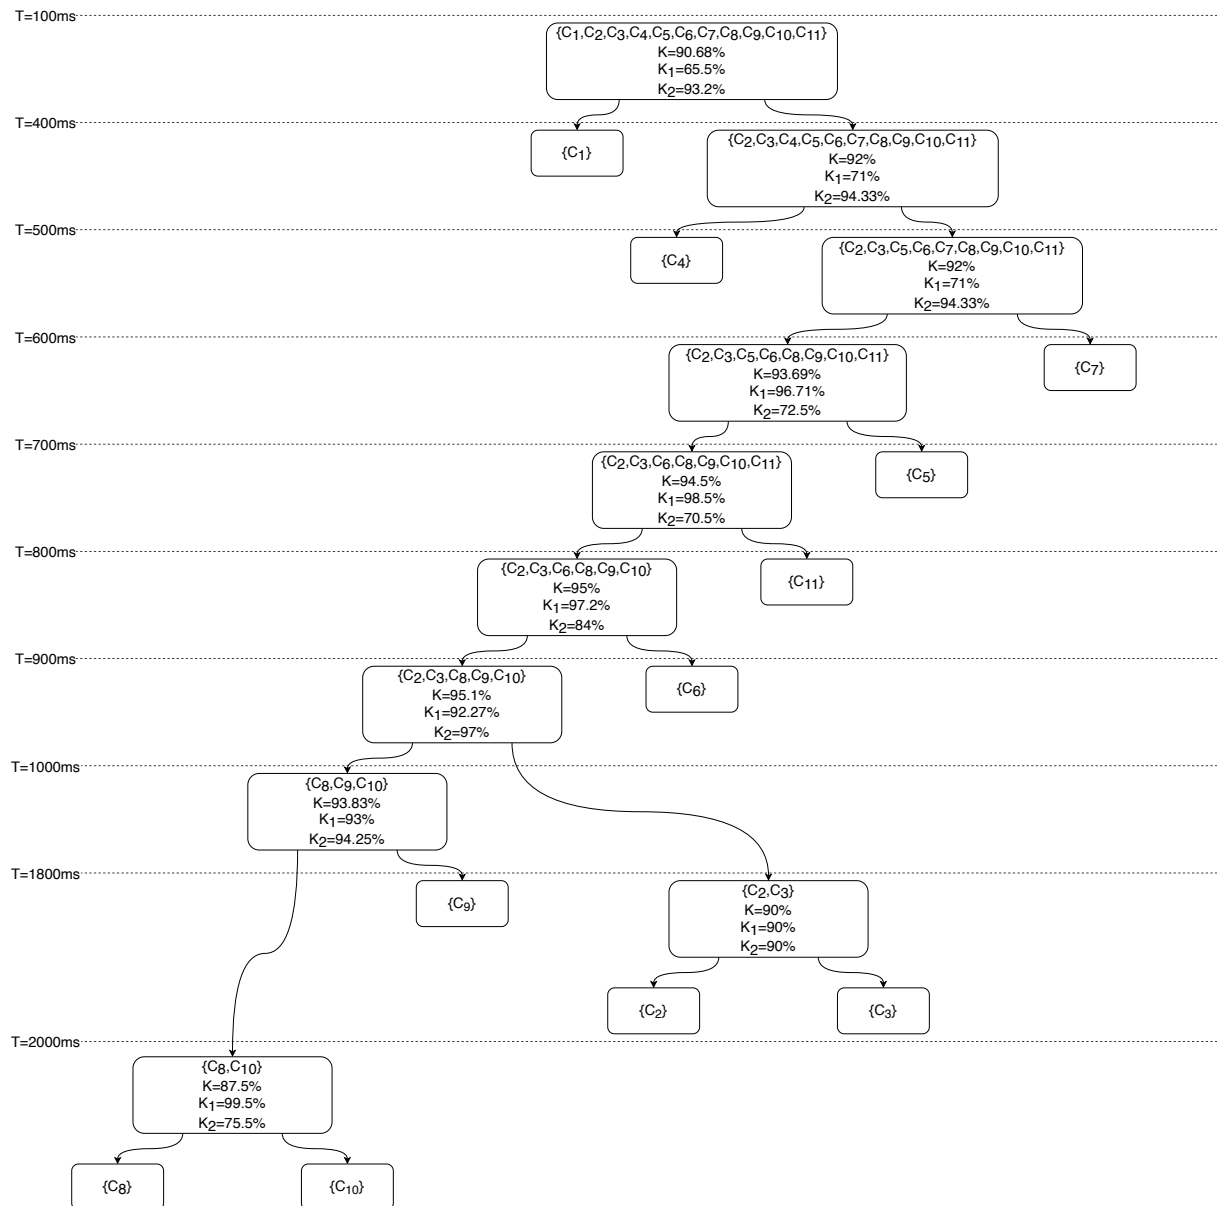 T=100ms
{C₁,C₂,C₃,C₄,C₅,C₆,C₇,C₈,C₉,C₁₀,C₁₁}
K=90.68%
K₁=65.5%
K₂=93.2%
T=400ms
{C₁}
{C₂,C₃,C₄,C₅,C₆,C₇,C₈,C₉,C₁₀,C₁₁}
K=92%
K₁=71%
K₂=94.33%
T=500ms
{C₄}
{C₂,C₃,C₅,C₆,C₇,C₈,C₉,C₁₀,C₁₁}
K=92%
K₁=71%
K₂=94.33%
T=600ms
{C₂,C₃,C₅,C₆,C₈,C₉,C₁₀,C₁₁}
K=93.69%
K₁=96.71%
K₂=72.5%
{C₇}
T=700ms
{C₂,C₃,C₆,C₈,C₉,C₁₀,C₁₁}
K=94.5%
K₁=98.5%
K₂=70.5%
{C₅}
T=800ms
{C₂,C₃,C₆,C₈,C₉,C₁₀}
K=95%
K₁=97.2%
K₂=84%
{C₁₁}
T=900ms
{C₂,C₃,C₈,C₉,C₁₀}
K=95.1%
K₁=92.27%
K₂=97%
{C₆}
T=1000ms
{C₈,C₉,C₁₀}
K=93.83%
K₁=93%
K₂=94.25%
T=1800ms
{C₉}
{C₂,C₃}
K=90%
K₁=90%
K₂=90%
{C₂}
{C₃}
T=2000ms
{C₈,C₁₀}
K=87.5%
K₁=99.5%
K₂=75.5%
{C₈}
{C₁₀}